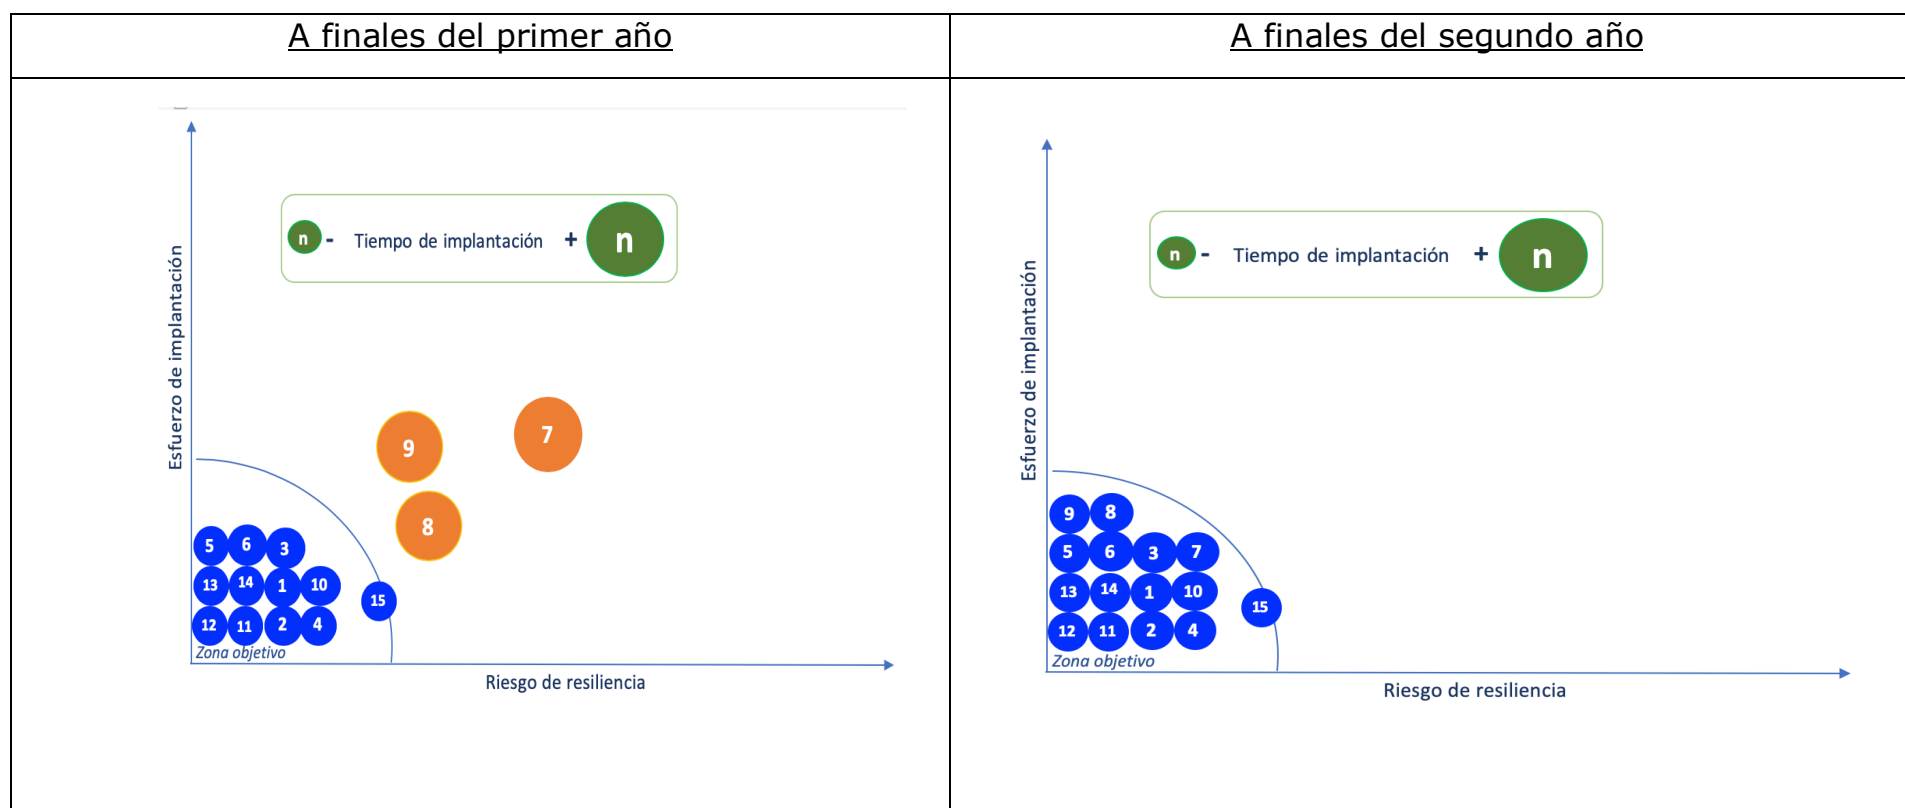 A finales del primer año
A finales del segundo año
n - Tiempo de implantación + n
Esfuerzo de implantación
9
7
8
5 6 3
13 14 1 10
15
12 11 2 4
Zona objetivo
Riesgo de resiliencia
n - Tiempo de implantación + n
Esfuerzo de implantación
9 8
5 6 3 7
13 14 1 10
15
12 11 2 4
Zona objetivo
Riesgo de resiliencia